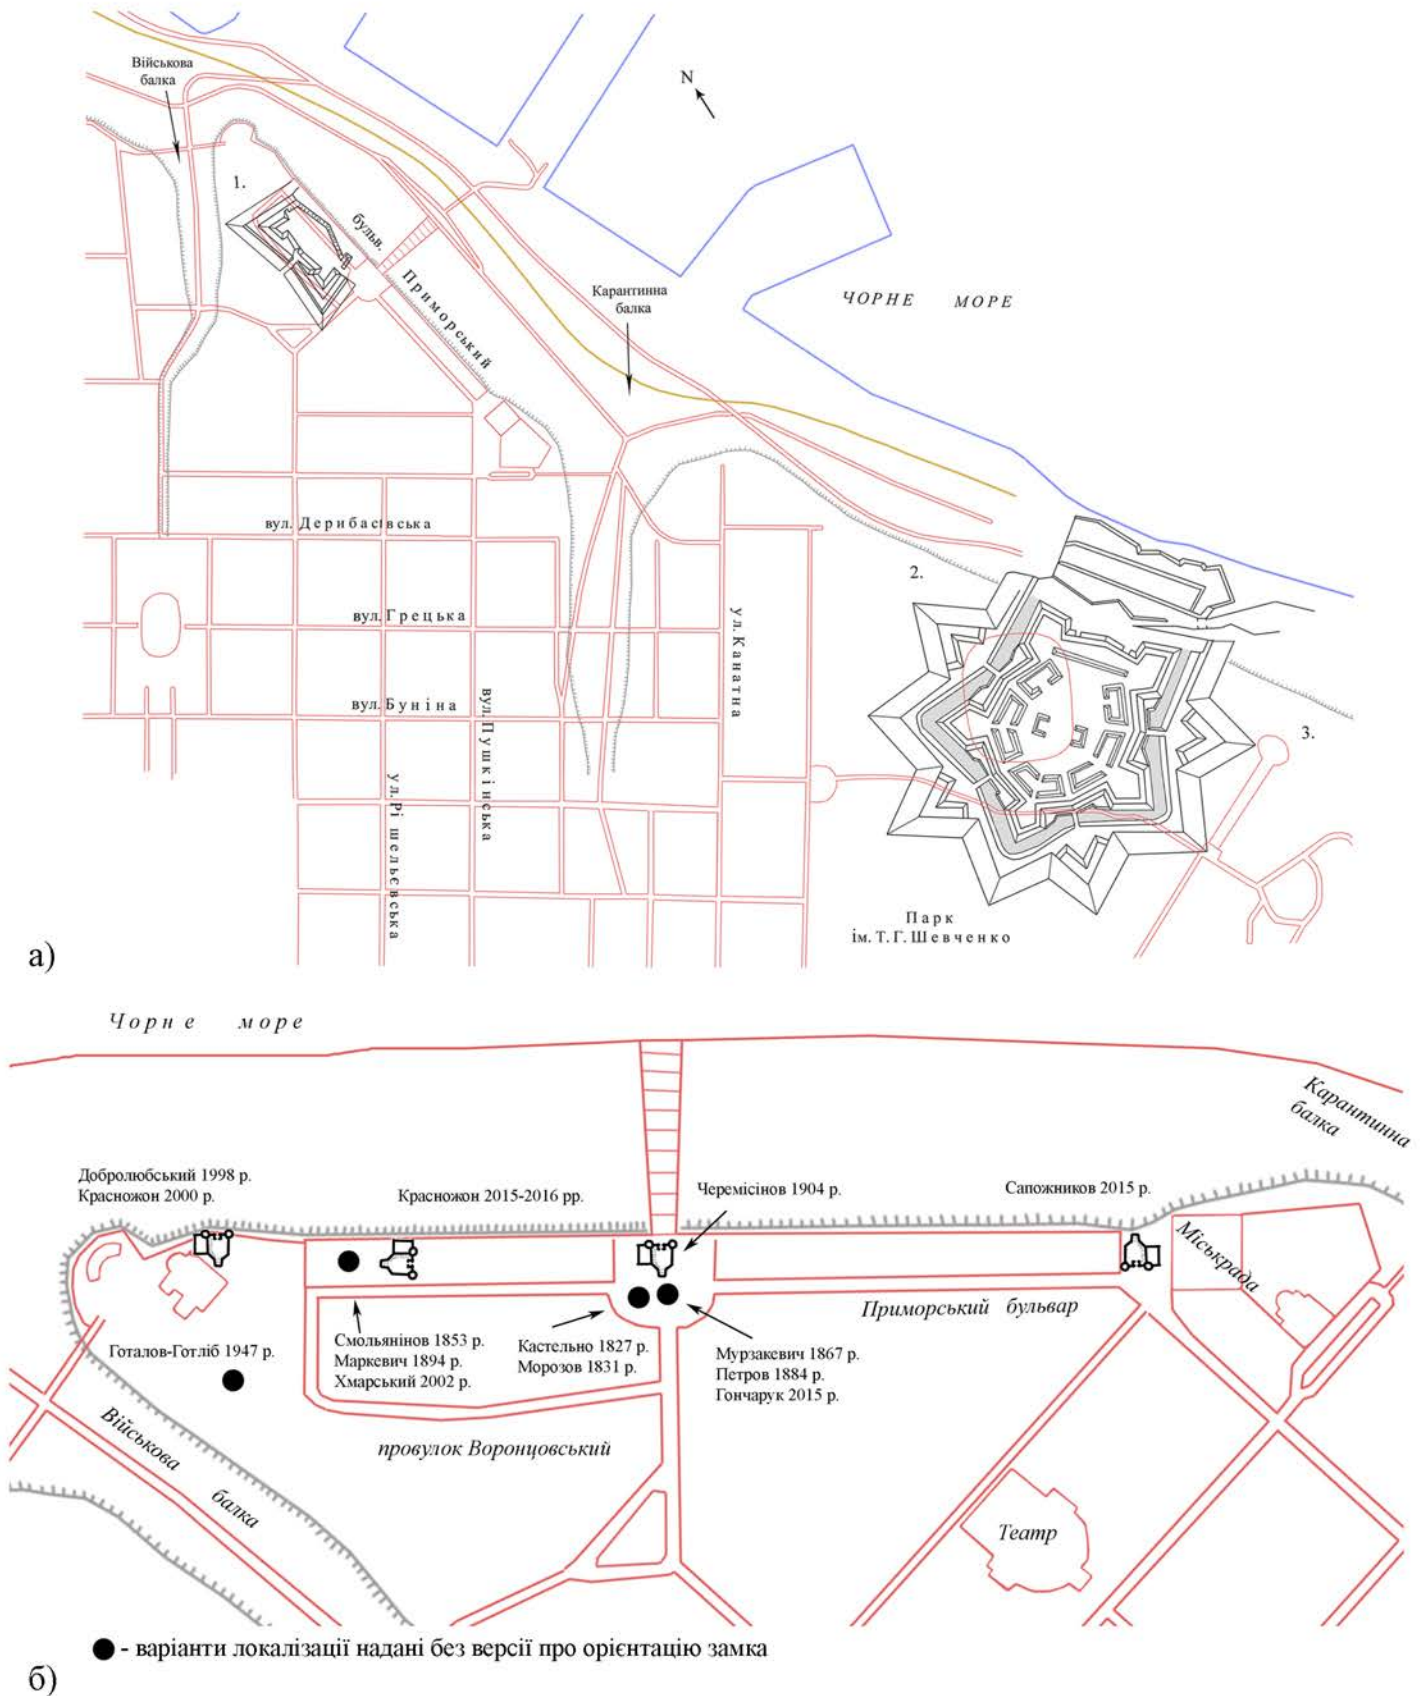 Військова
балка
N
1.
бульв.
Приморський
Карантинна
балка
ЧОРНЕ МОРЕ
вул. Дерибасівська
2.
вул. Грецька
ул. Канатна
вул. Буніна
вул. Пушкінська
3.
ул. Рішельєвська
Парк
ім. Т.Г. Шевченко
а)
Чорне море
Карантинна
балка
Добролюбський 1998 р.
Красножон 2000 р.
Красножон 2015-2016 рр.
Черемісінов 1904 р.
Сапожников 2015 р.
Міськрада
Приморський бульвар
Готалов-Готліб 1947 р.
Смольянінов 1853 р.
Маркевич 1894 р.
Хмарський 2002 р.
Кастельно 1827 р.
Морозов 1831 р.
Мурзакевич 1867 р.
Петров 1884 р.
Гончарук 2015 р.
Військова
балка
провулок Воронцовський
Театр
- варіанти локалізації надані без версії про орієнтацію замка
б)